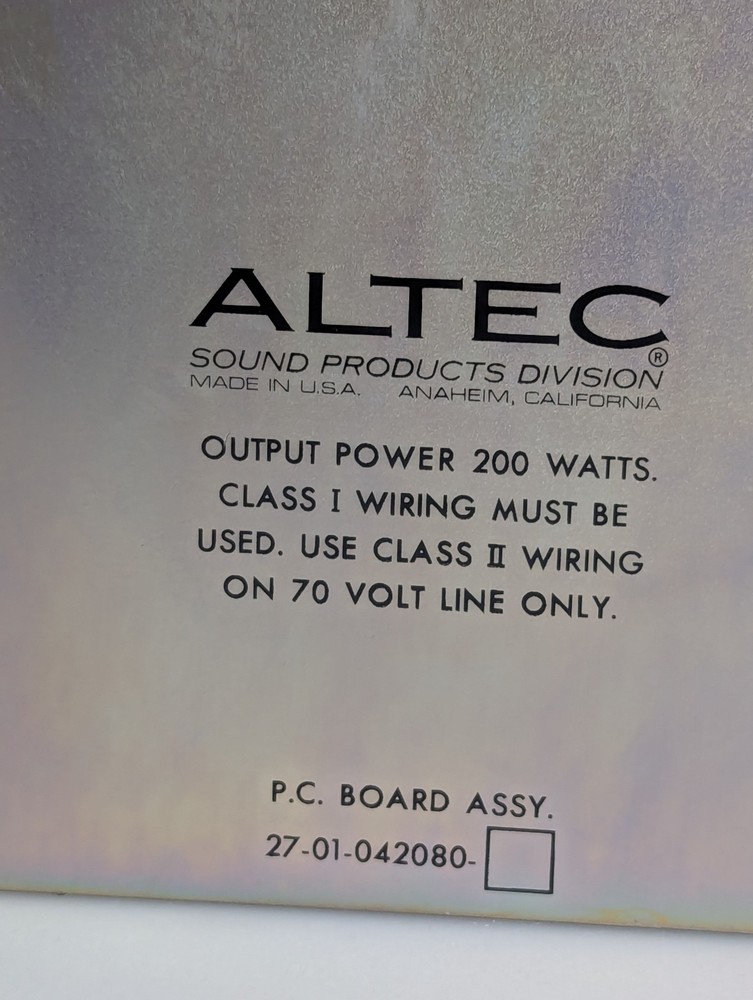 ALTEC®
SOUND PRODUCTS DIVISION
MADE IN U.S.A. ANAHEIM, CALIFORNIA
OUTPUT POWER 200 WATTS.
CLASS I WIRING MUST BE
USED. USE CLASS II WIRING
ON 70 VOLT LINE ONLY.
P.C. BOARD ASSY.
27-01-042080-